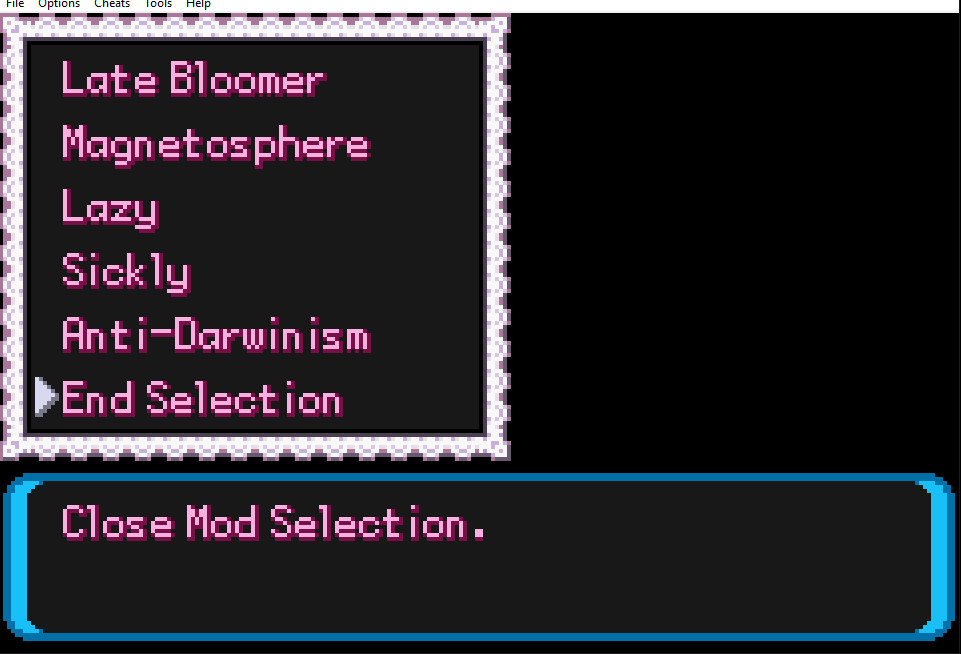 File Options Cheats Tools Help
Late Bloomer
Magnetosphere
Lazy
Sickly
Anti-Darwinism
End Selection
Close Mod Selection.